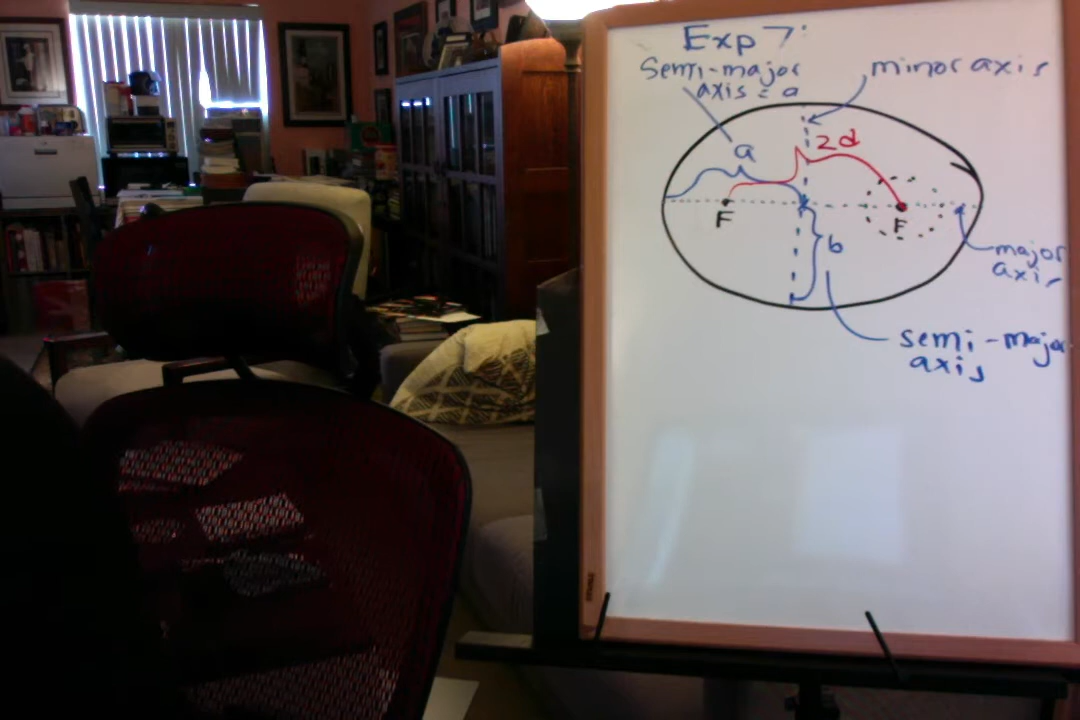 Exp 7:
Semi-major
axis = a
minor axis
a
2d
F
F
b
major
axis
semi-major
axis